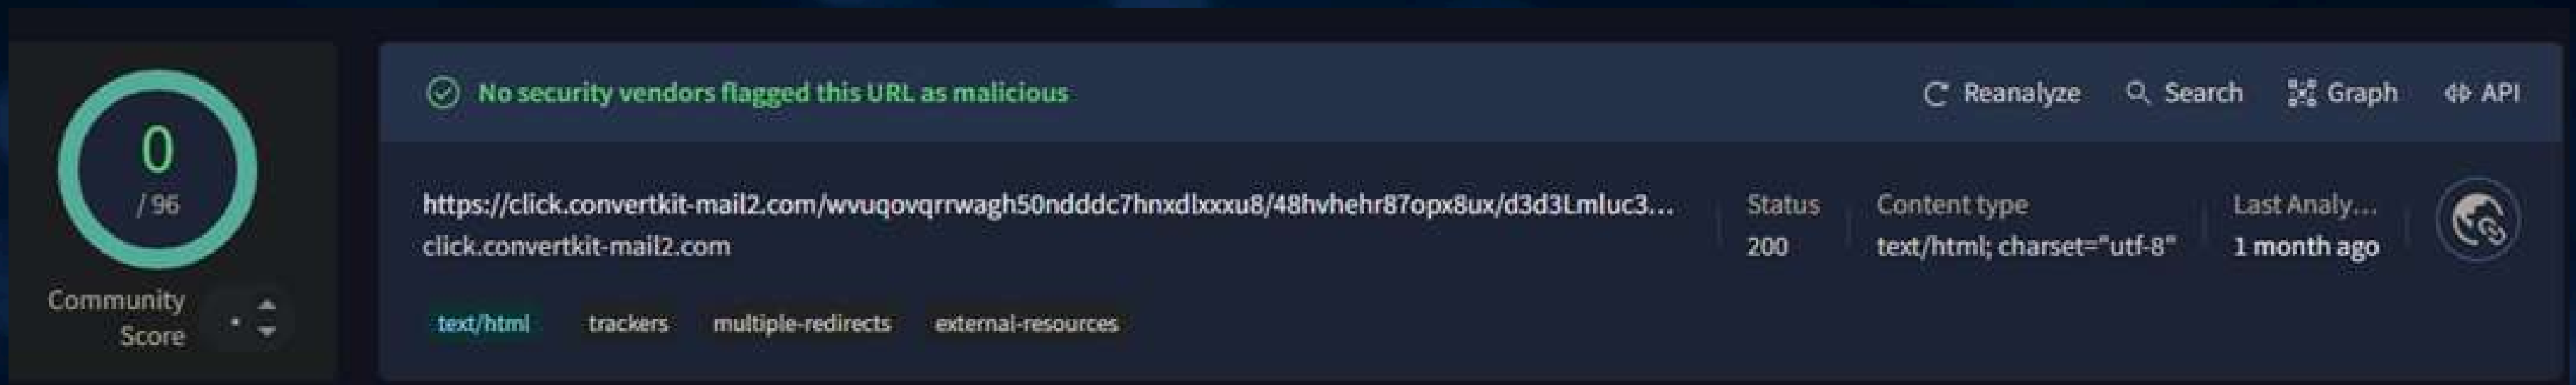 0
/ 96
Community
Score
No security vendors flagged this URL as malicious
Reanalyze
Search
Graph
API
https://click.convertkit-mail2.com/wvuqovqrrwagh50ndddc7hnxdlxxxu8/48hvhehr87opx8ux/d3d3Lmluc3...
click.convertkit-mail2.com
Status
200
Content type
text/html; charset="utf-8"
Last Analy...
1 month ago
text/html
trackers
multiple-redirects
external-resources